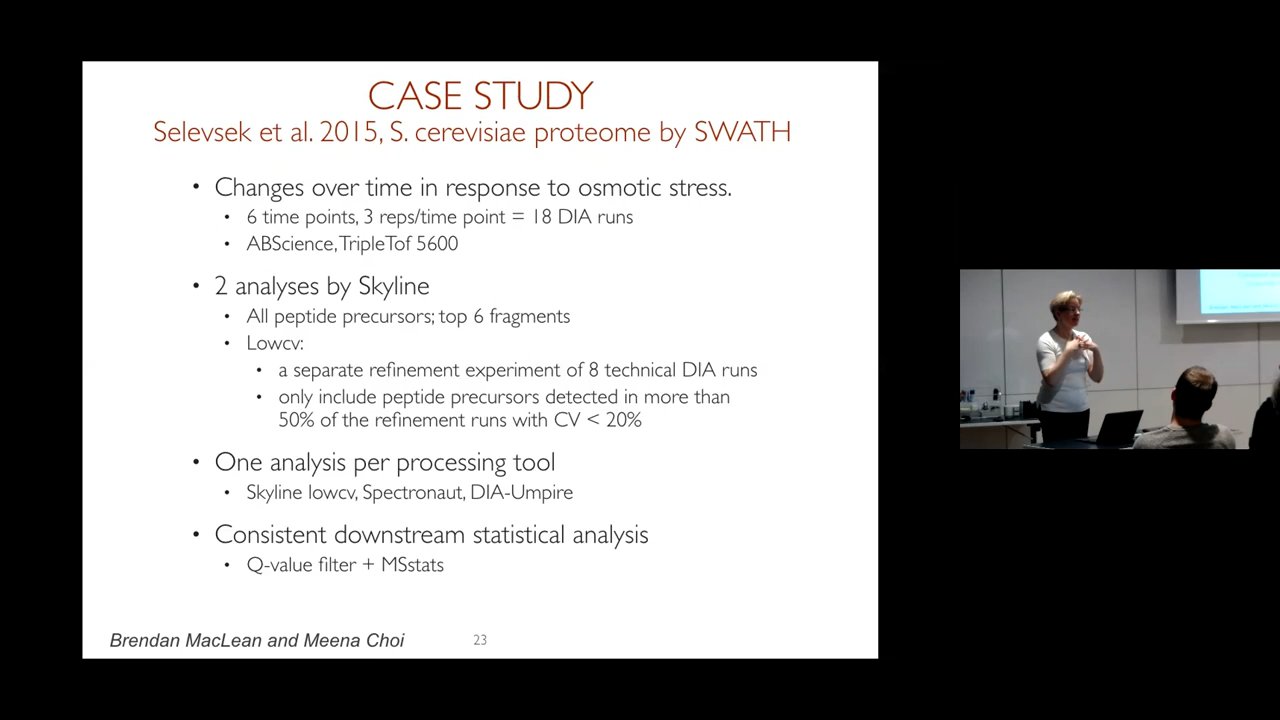 CASE STUDY
Selevsek et al. 2015, S. cerevisiae proteome by SWATH
• Changes over time in response to osmotic stress.
• 6 time points, 3 reps/time point = 18 DIA runs
• ABScience, TripleTof 5600
• 2 analyses by Skyline
• All peptide precursors; top 6 fragments
• Lowcv:
• a separate refinement experiment of 8 technical DIA runs
• only include peptide precursors detected in more than
50% of the refinement runs with CV < 20%
• One analysis per processing tool
• Skyline lowcv, Spectronaut, DIA-Umpire
• Consistent downstream statistical analysis
• Q-value filter + MSstats
Brendan MacLean and Meena Choi
23